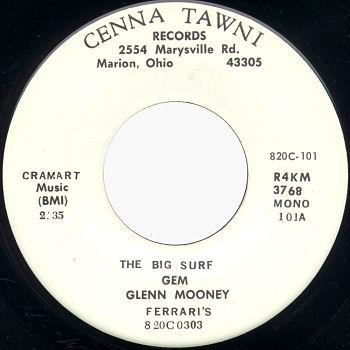 CENNA TAWNI
RECORDS
2554 Marysville Rd.
Marion, Ohio 43305
820C-101
CRAMART
Music
(BMI)
2:35
R4KM
3768
MONO
101A
THE BIG SURF
GEM
GLENN MOONEY
FERRARI'S
820C0303